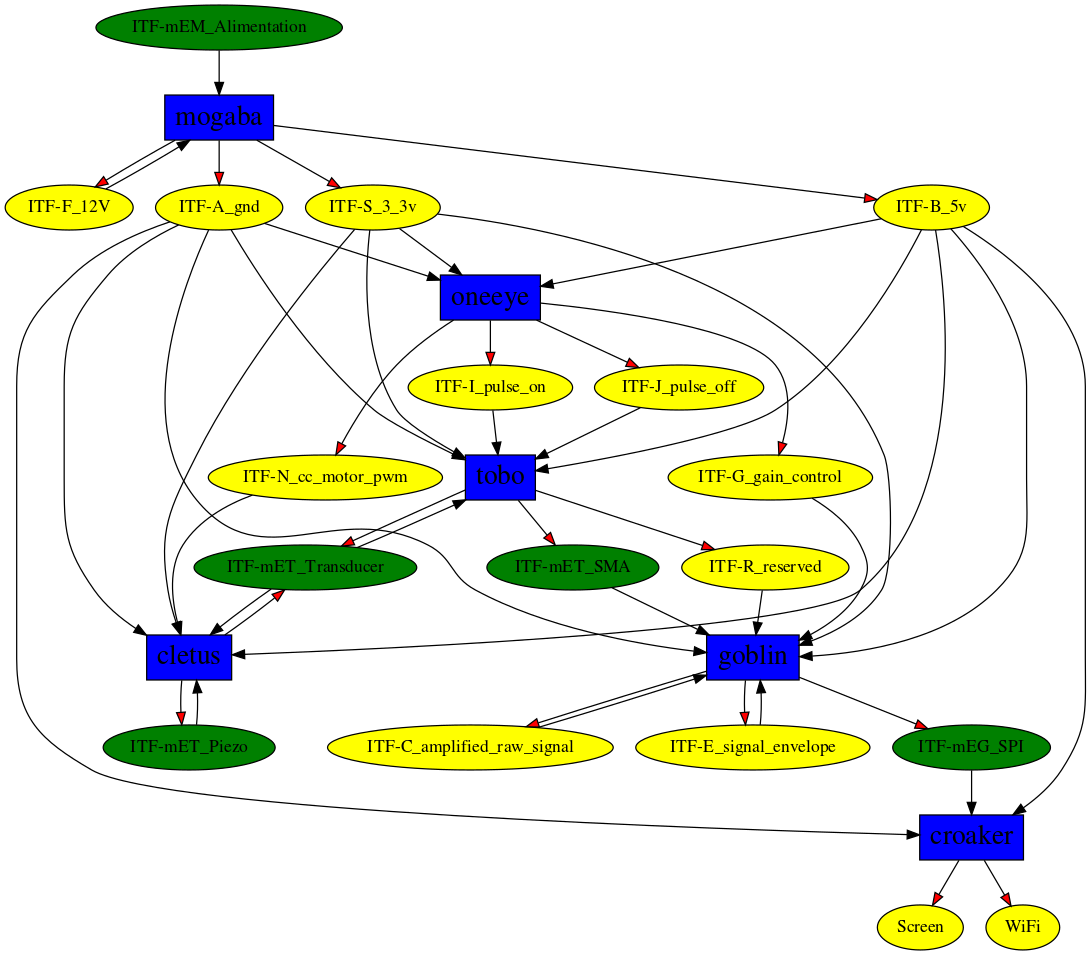 ITF-mEM_Alimentation
mogaba
ITF-F_12V
ITF-A_gnd
ITF-S_3_3v
ITF-B_5v
oneeye
ITF-I_pulse_on
ITF-J_pulse_off
ITF-N_cc_motor_pwm
tobo
ITF-G_gain_control
ITF-mET_Transducer
ITF-mET_SMA
ITF-R_reserved
cletus
goblin
ITF-mET_Piezo
ITF-C_amplified_raw_signal
ITF-E_signal_envelope
ITF-mEG_SPI
croaker
Screen
WiFi